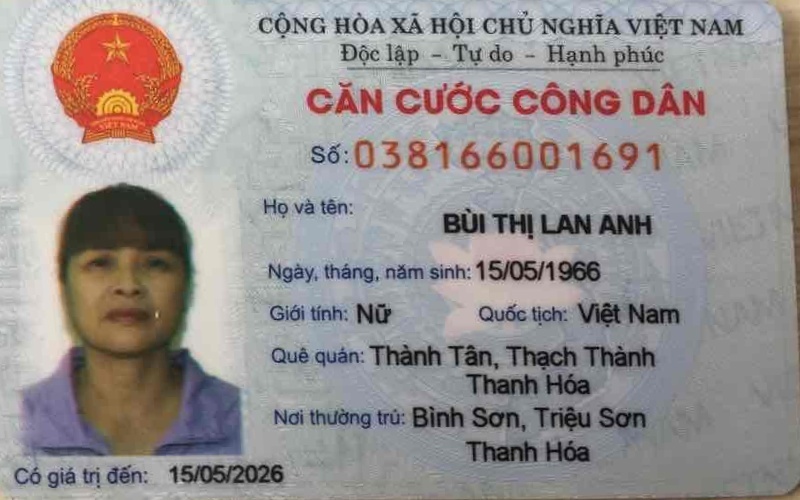 CỘNG HÒA XÃ HỘI CHỦ NGHĨA VIỆT NAM
Độc lập - Tự do - Hạnh phúc
CĂN CƯỚC CÔNG DÂN
Số: 038166001691
Họ và tên:
BÙI THỊ LAN ANH
Ngày, tháng, năm sinh: 15/05/1966
Giới tính: Nữ Quốc tịch: Việt Nam
Quê quán: Thành Tân, Thạch Thành
Thanh Hóa
Nơi thường trú: Bình Sơn, Triệu Sơn
Thanh Hóa
Có giá trị đến: 15/05/2026